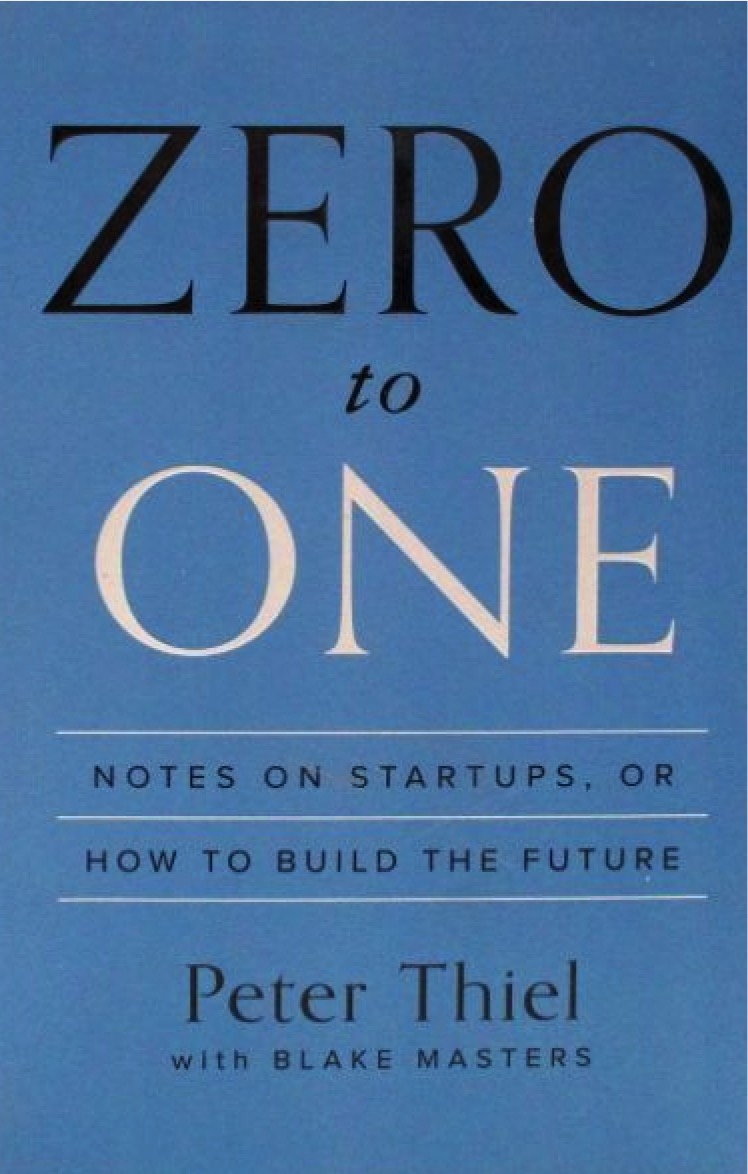 ZERO
to
ONE
NOTES ON STARTUPS, OR
HOW TO BUILD THE FUTURE
Peter Thiel
with BLAKE MASTERS